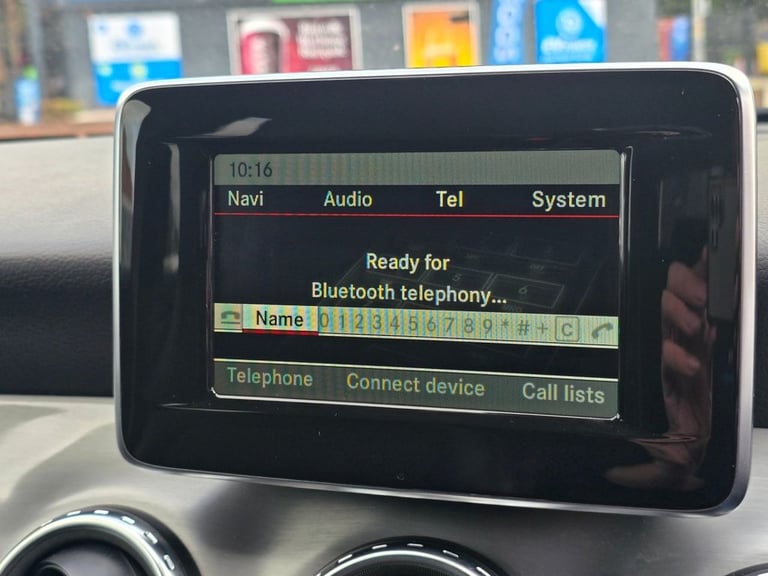 10:16
Navi Audio Tel System
Ready for
Bluetooth telephony...
Name 0 1 2 3 4 5 6 7 8 9 * # + C
Telephone Connect device Call lists